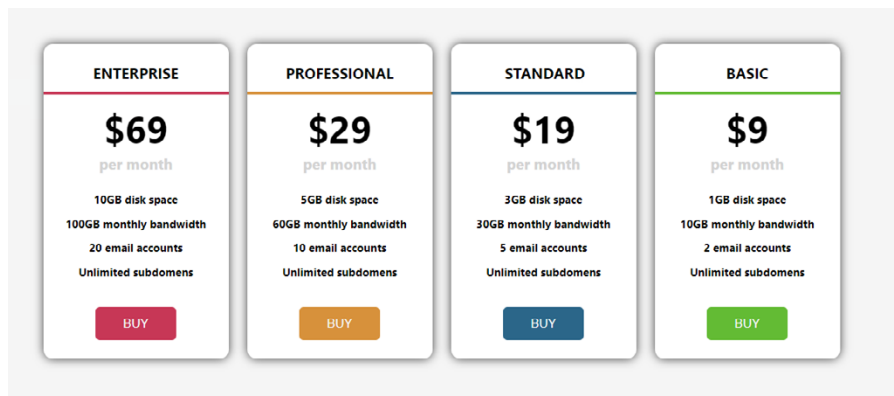 ENTERPRISE
$69
per month
10GB disk space
100GB monthly bandwidth
20 email accounts
Unlimited subdomens
BUY
PROFESSIONAL
$29
per month
5GB disk space
60GB monthly bandwidth
10 email accounts
Unlimited subdomens
BUY
STANDARD
$19
per month
3GB disk space
30GB monthly bandwidth
5 email accounts
Unlimited subdomens
BUY
BASIC
$9
per month
1GB disk space
10GB monthly bandwidth
2 email accounts
Unlimited subdomens
BUY